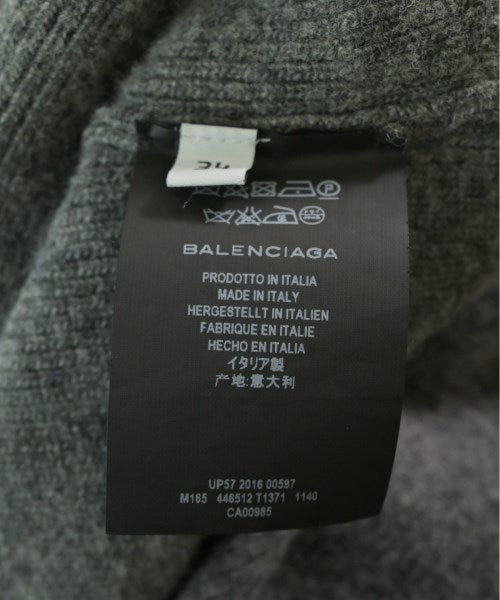 34
BALENCIAGA
PRODOTTO IN ITALIA
MADE IN ITALY
HERGESTELLT IN ITALIEN
FABRIQUE EN ITALIE
HECHO EN ITALIA
イタリア製
产地:意大利
UP57 2016 00597
M165 446512 T1371 1140
CA00985